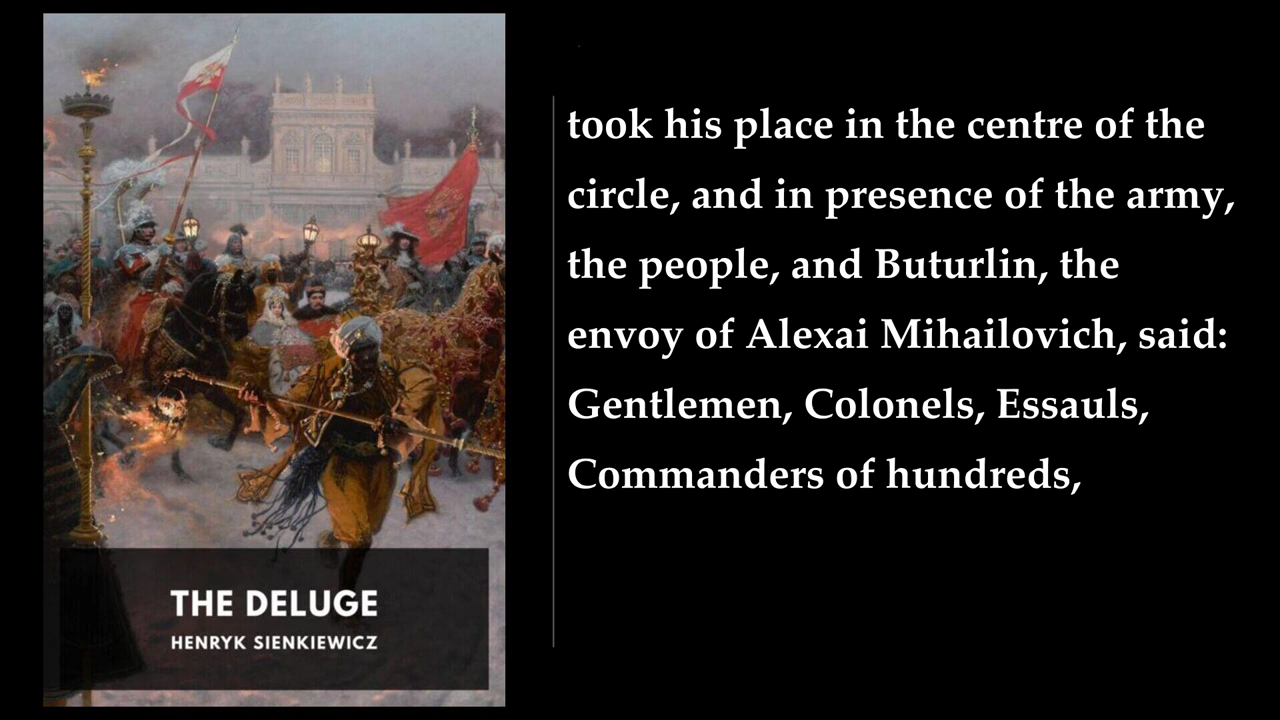 took his place in the centre of the
circle, and in presence of the army,
the people, and Buturlin, the
envoy of Alexai Mihailovich, said:
Gentlemen, Colonels, Essauls,
Commanders of hundreds,
THE DELUGE
HENRYK SIENKIEWICZ